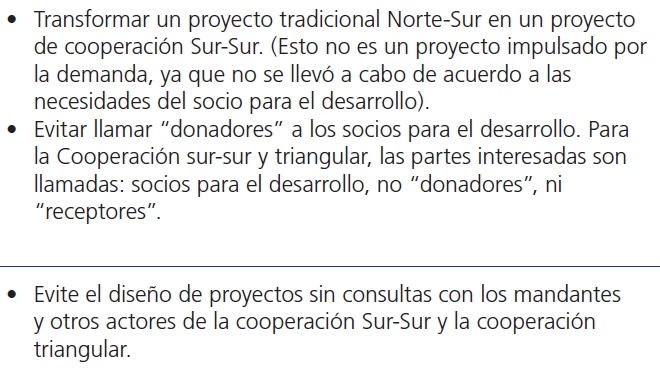 • Transformar un proyecto tradicional Norte-Sur en un proyecto
de cooperación Sur-Sur. (Esto no es un proyecto impulsado por
la demanda, ya que no se llevó a cabo de acuerdo a las
necesidades del socio para el desarrollo).
• Evitar llamar “donadores” a los socios para el desarrollo. Para
la Cooperación sur-sur y triangular, las partes interesadas son
llamadas: socios para el desarrollo, no “donadores”, ni
“receptores”.
• Evite el diseño de proyectos sin consultas con los mandantes
y otros actores de la cooperación Sur-Sur y la cooperación
triangular.